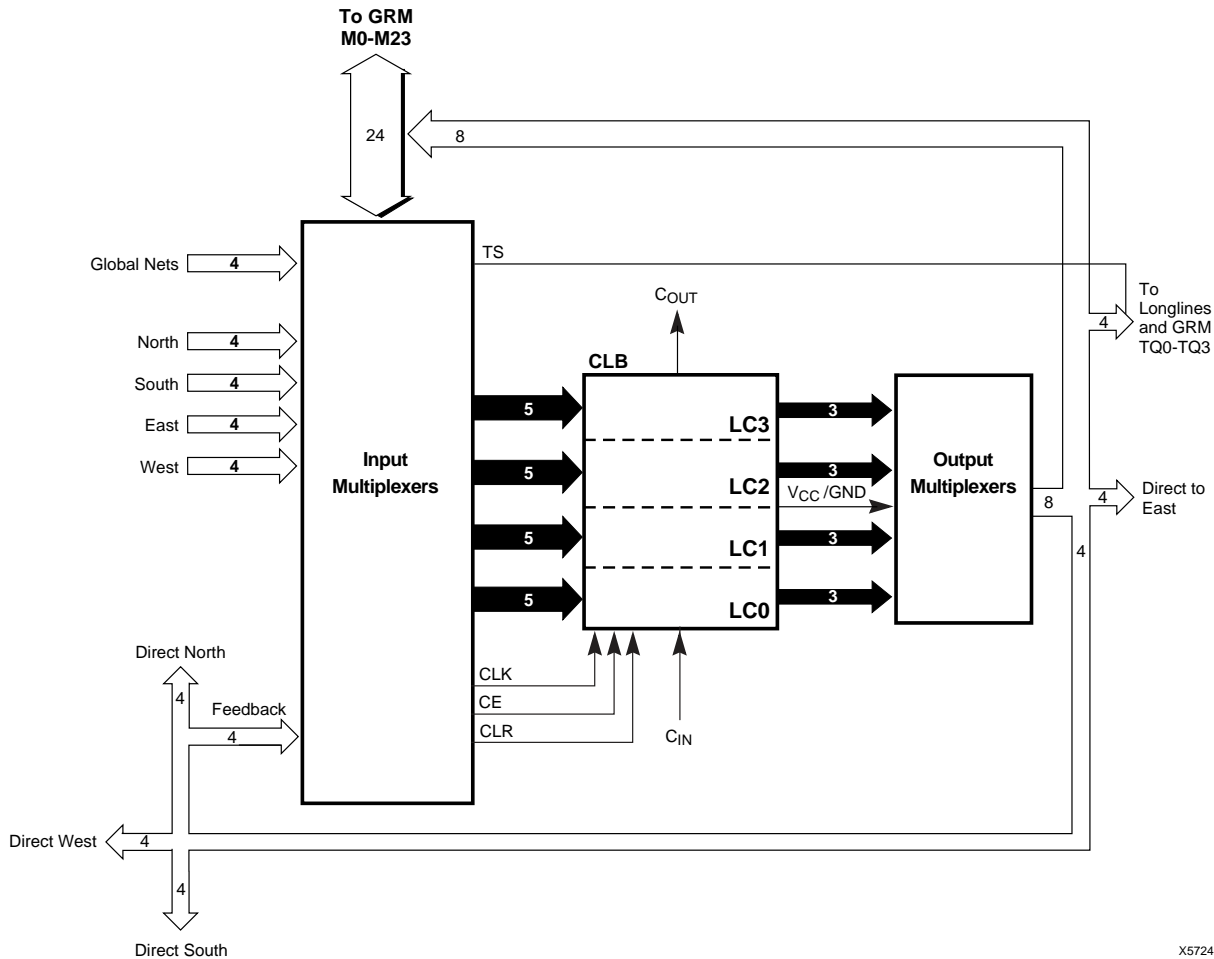 To GRM
M0-M23
24
8
Global Nets
4
TS
North
4
South
4
East
4
West
4
Input
Multiplexers
COUT
CLB
5
5
5
5
LC3
LC2
LC1
LC0
3
3
VCC /GND
3
3
Output
Multiplexers
8
4
4
To
Longlines
and GRM
TQ0-TQ3
4
Direct to
East
CLK
CE
CLR
CIN
Direct North
4
Feedback
4
Direct West
4
4
Direct South
X5724